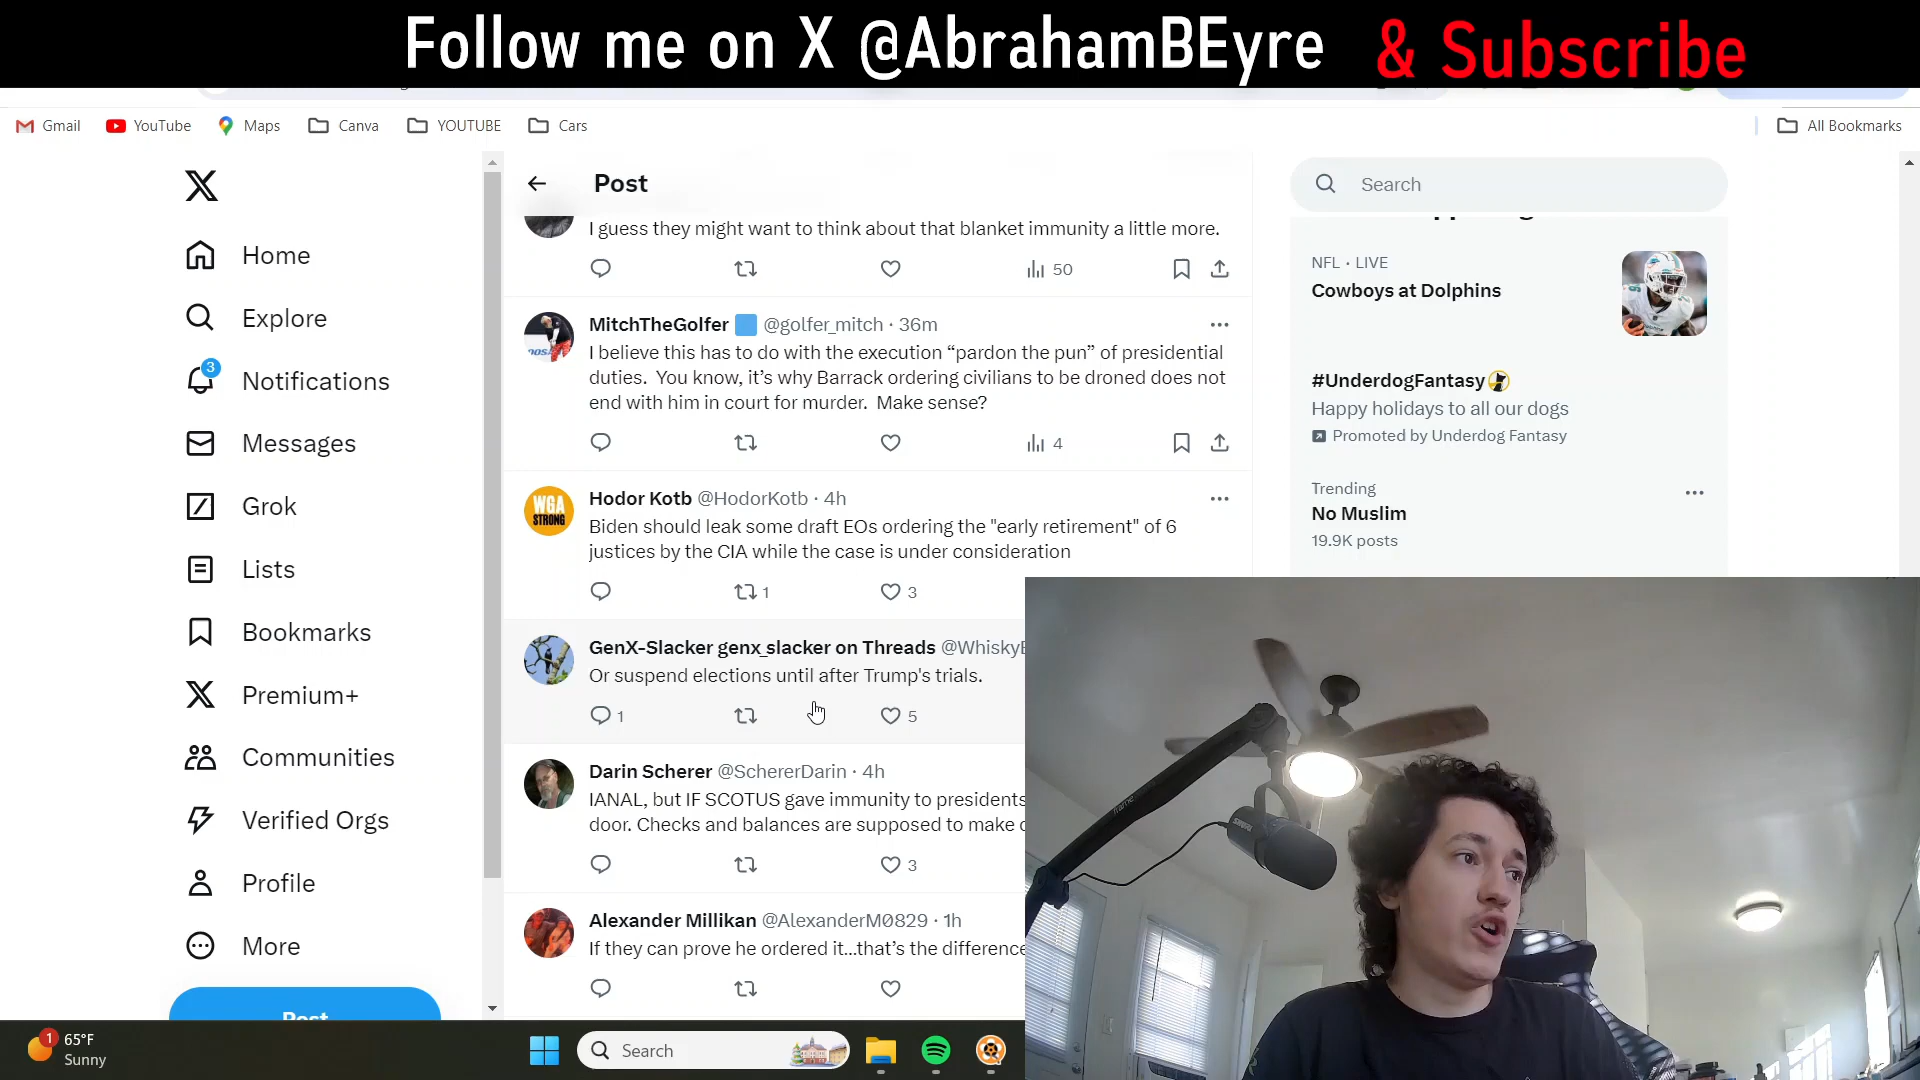 Follow me on X @AbrahamBEyre & Subscribe
Gmail
YouTube
Maps
Canva
YOUTUBE
Cars
All Bookmarks
Home
Explore
3
Notifications
Messages
Grok
Lists
Bookmarks
Premium+
Communities
Verified Orgs
Profile
More
Post
Post
I guess they might want to think about that blanket immunity a little more.
50
MitchTheGolfer @golfer_mitch · 36m
I believe this has to do with the execution “pardon the pun” of presidential
duties. You know, it’s why Barrack ordering civilians to be droned does not
end with him in court for murder. Make sense?
4
Hodor Kotb @HodorKotb · 4h
Biden should leak some draft EOs ordering the "early retirement" of 6
justices by the CIA while the case is under consideration
1
3
WGA
STRONG
GenX-Slacker genx_slacker on Threads @WhiskyE
Or suspend elections until after Trump's trials.
1
5
Darin Scherer @SchererDarin · 4h
IANAL, but IF SCOTUS gave immunity to presidents
door. Checks and balances are supposed to make
3
Alexander Millikan @AlexanderM0829 · 1h
If they can prove he ordered it...that’s the difference
Search
NFL · LIVE
Cowboys at Dolphins
#UnderdogFantasy
Happy holidays to all our dogs
Promoted by Underdog Fantasy
Trending
No Muslim
19.9K posts
1
65°F
Sunny
Search